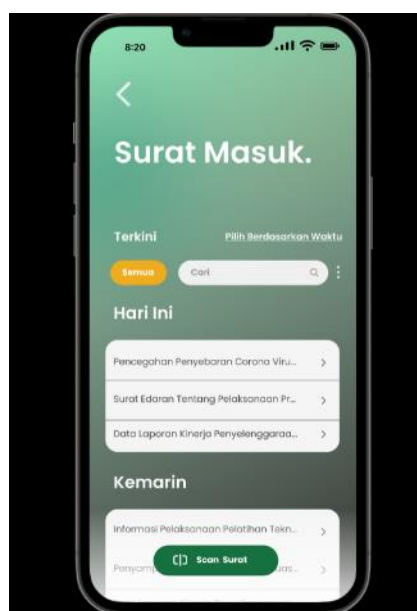 8:20
Surat Masuk.
Terkini Pilih Berdasarkan Waktu
Semua Cari
Hari Ini
Pencegahan Penyebaran Corona Viru...
Surat Edaran Tentang Pelaksanaan Pr...
Data Laporan Kinerja Penyelenggaraa...
Kemarin
Informasi Pelaksanaan Pelatihan Tekn...
Scan Surat